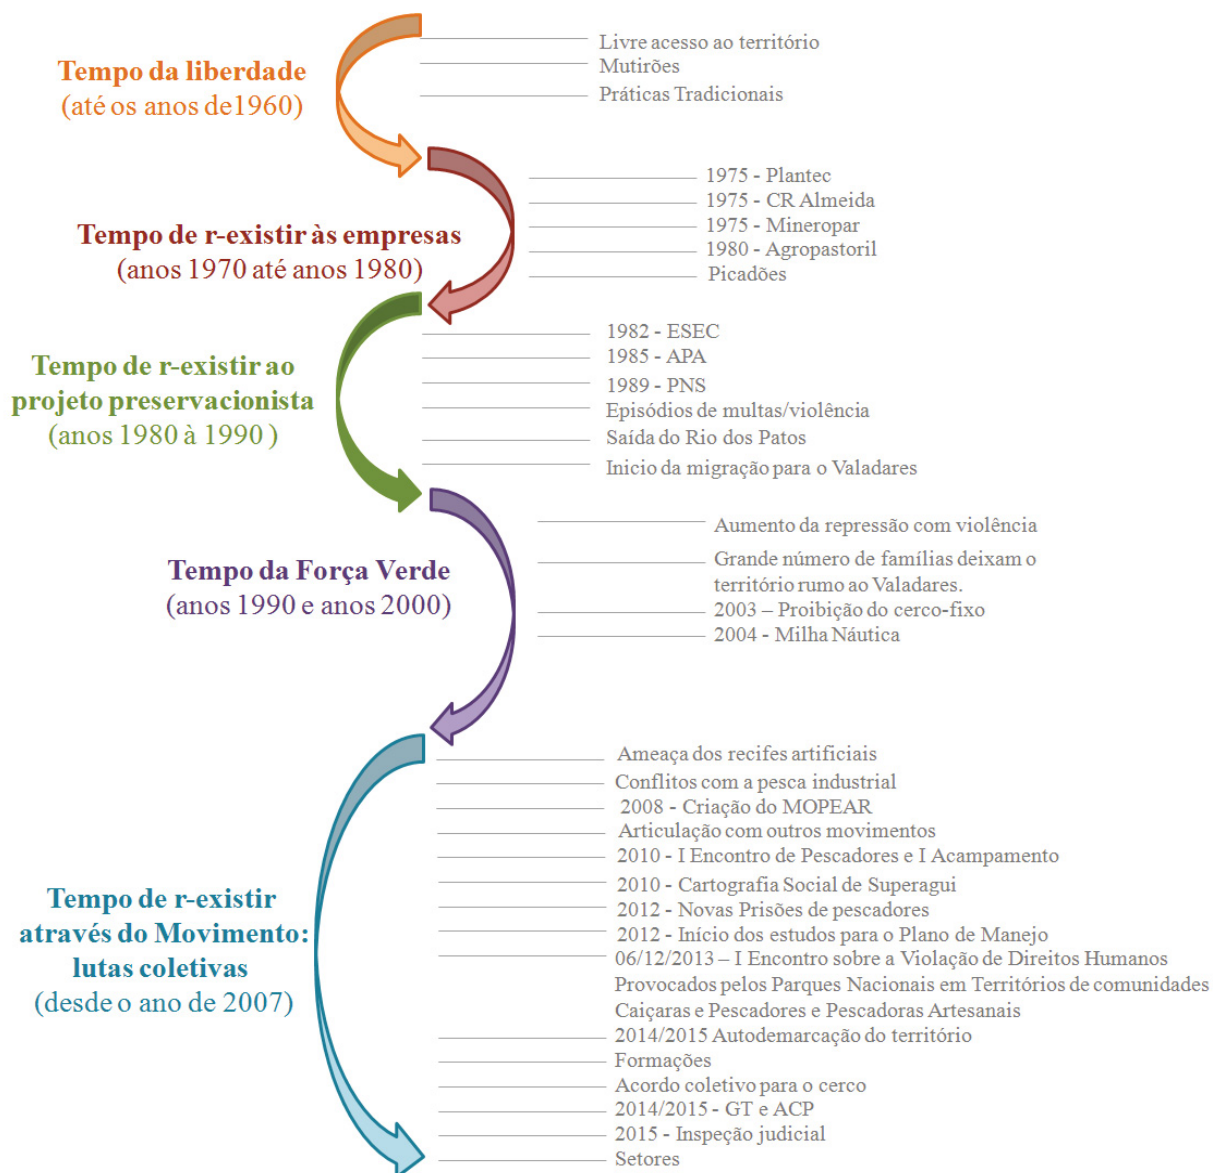 Tempo da liberdade
(até os anos de1960)
Livre acesso ao território
Mutirões
Práticas Tradicionais
Tempo de r-existir às empresas
(anos 1970 até anos 1980)
1975 - Plantec
1975 - CR Almeida
1975 - Mineropar
1980 - Agropastoril
Picadões
Tempo de r-existir ao
projeto preservacionista
(anos 1980 à 1990 )
1982 - ESEC
1985 - APA
1989 - PNS
Episódios de multas/violência
Saída do Rio dos Patos
Inicio da migração para o Valadares
Tempo da Força Verde
(anos 1990 e anos 2000)
Aumento da repressão com violência
Grande número de famílias deixam o
território rumo ao Valadares.
2003 – Proibição do cerco-fixo
2004 - Milha Náutica
Tempo de r-existir
através do Movimento:
lutas coletivas
(desde o ano de 2007)
Ameaça dos recifes artificiais
Conflitos com a pesca industrial
2008 - Criação do MOPEAR
Articulação com outros movimentos
2010 - I Encontro de Pescadores e I Acampamento
2010 - Cartografia Social de Superagui
2012 - Novas Prisões de pescadores
2012 - Início dos estudos para o Plano de Manejo
06/12/2013 – I Encontro sobre a Violação de Direitos Humanos
Provocados pelos Parques Nacionais em Territórios de comunidades
Caiçaras e Pescadores e Pescadoras Artesanais
2014/2015 Autodemarcação do território
Formações
Acordo coletivo para o cerco
2014/2015 - GT e ACP
2015 - Inspeção judicial
Setores